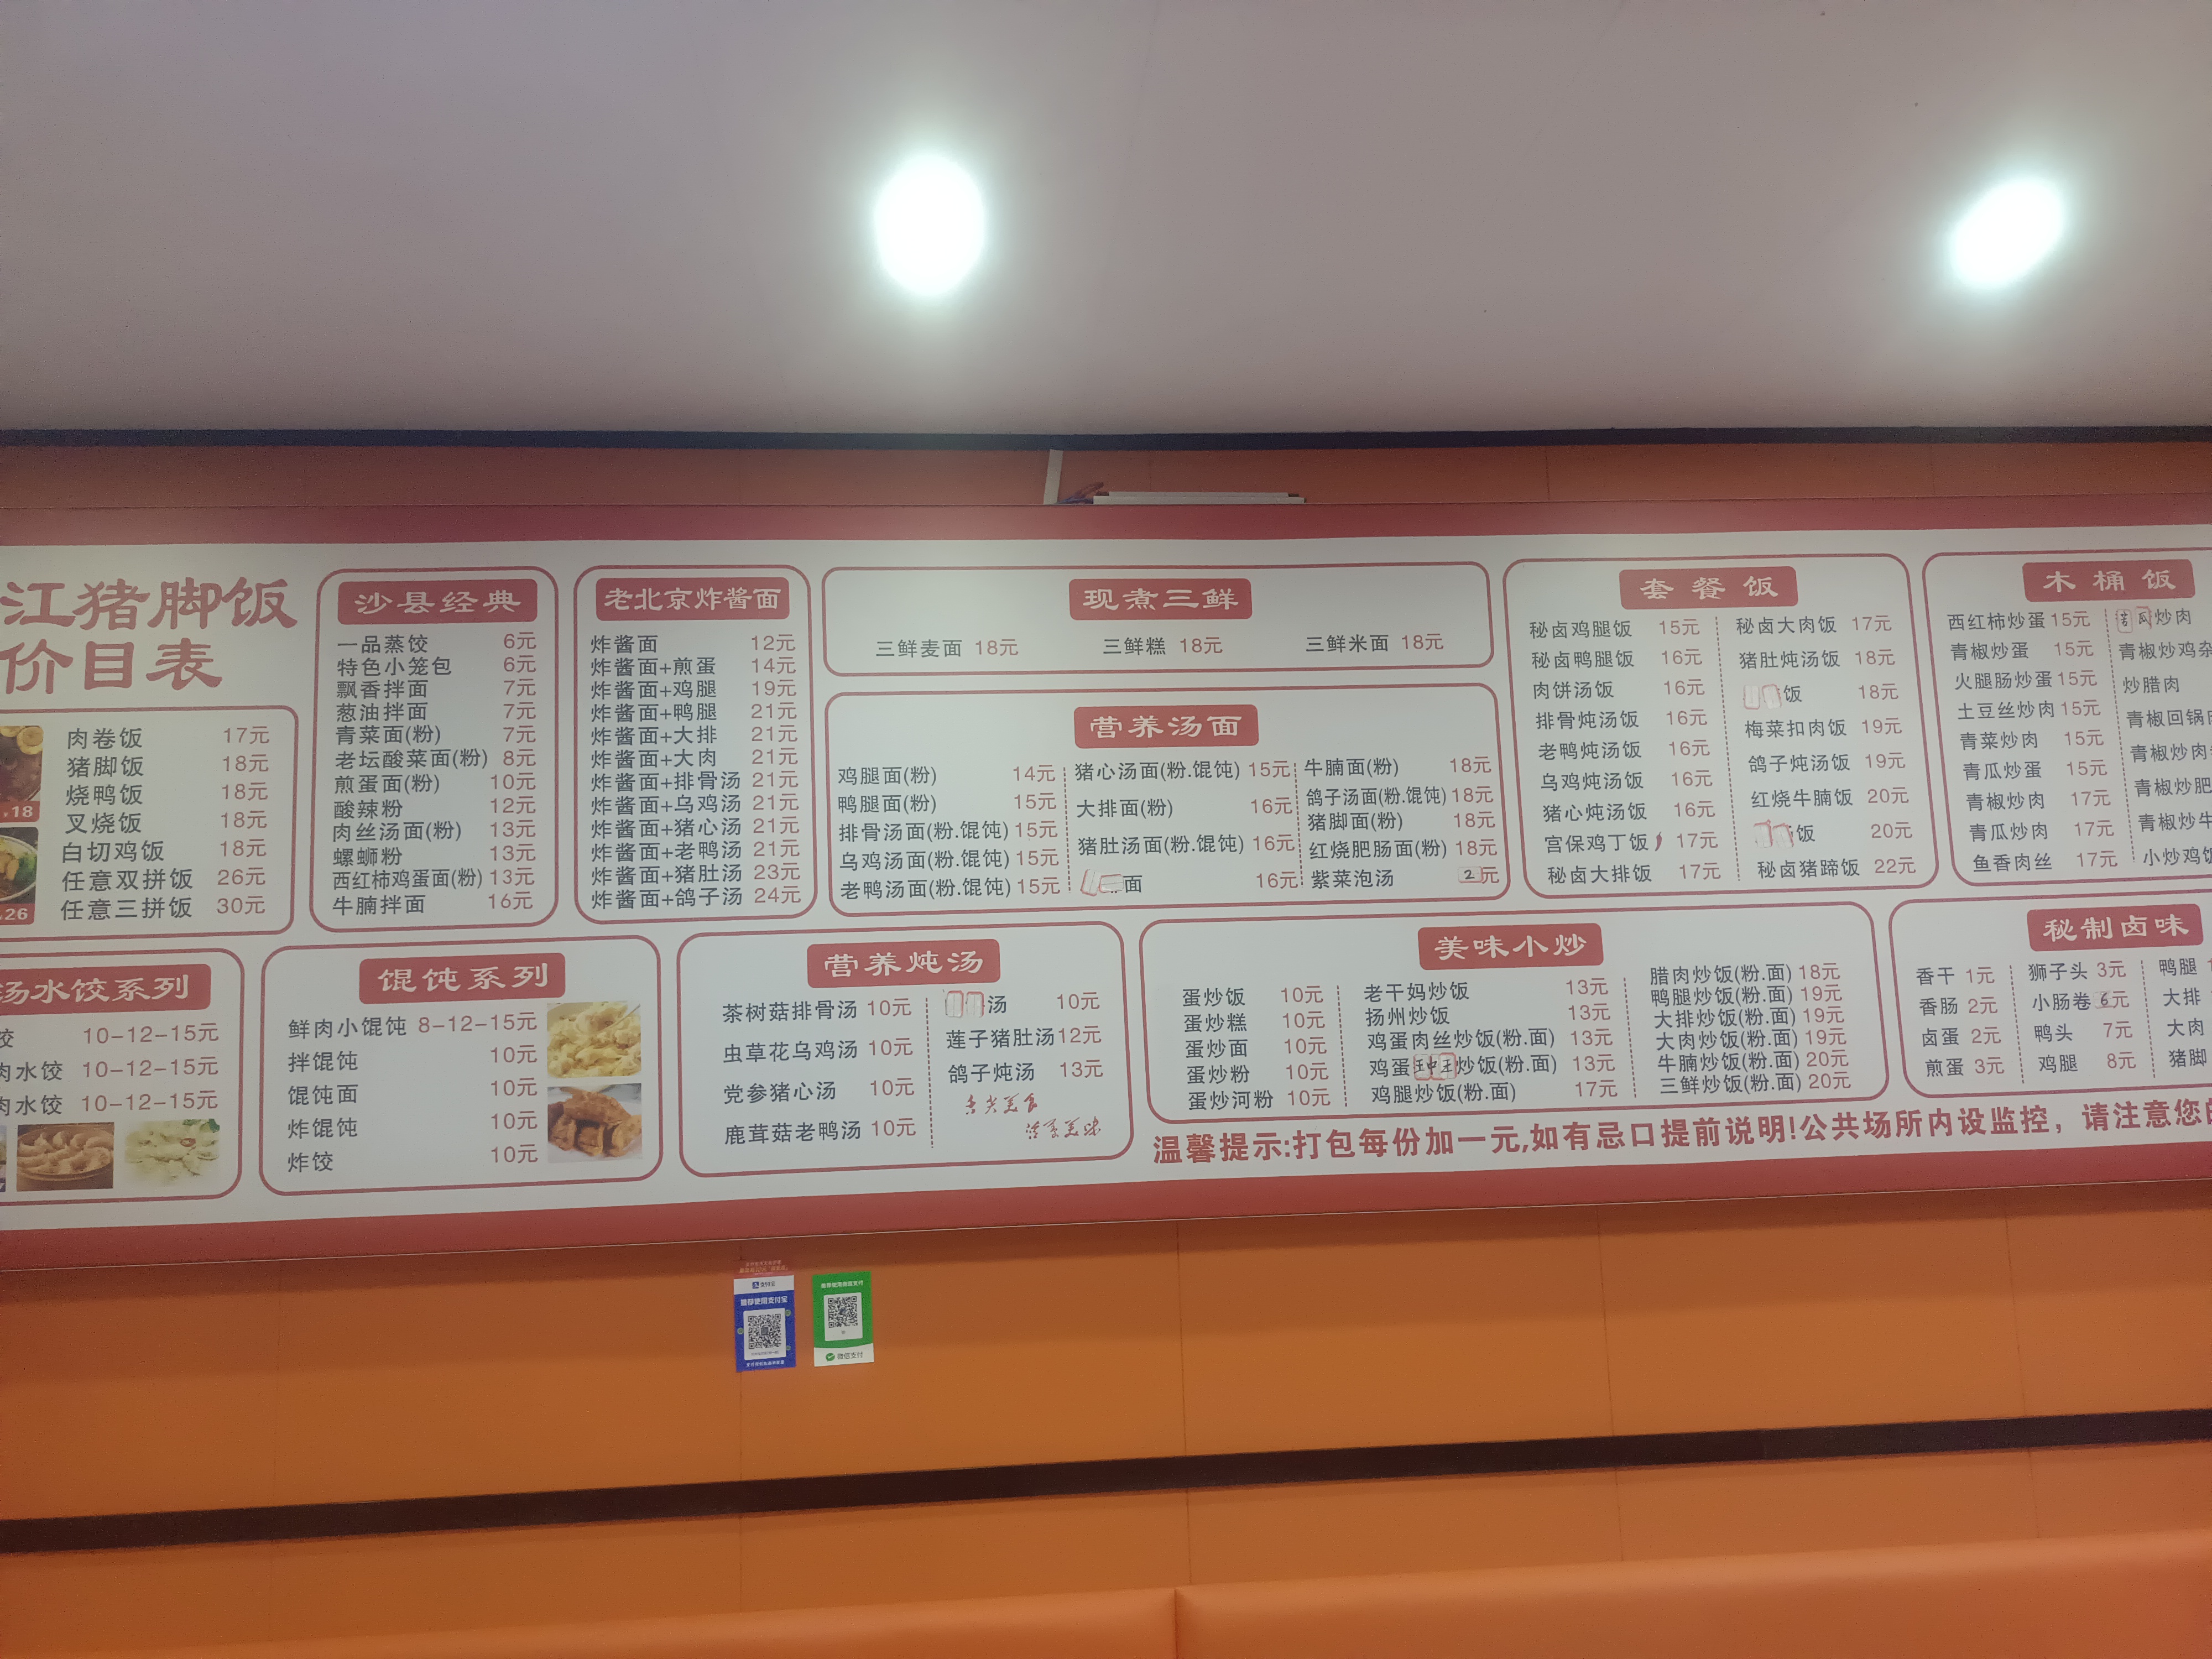 江猪脚饭
价目表
肉卷饭 17元
猪脚饭 18元
烧鸭饭 18元
叉烧饭 18元
白切鸡饭 18元
任意双拼饭 26元
任意三拼饭 30元
18
26
沙县经典
一品蒸饺 6元
特色小笼包 6元
飘香拌面 7元
葱油拌面 7元
青菜面(粉) 7元
老坛酸菜面(粉) 8元
煎蛋面(粉) 10元
酸辣粉 12元
肉丝汤面(粉) 13元
螺蛳粉 13元
西红柿鸡蛋面(粉) 13元
牛腩拌面 16元
老北京炸酱面
炸酱面 12元
炸酱面+煎蛋 14元
炸酱面+鸡腿 19元
炸酱面+鸭腿 21元
炸酱面+大排 21元
炸酱面+大肉 21元
炸酱面+排骨汤 21元
炸酱面+乌鸡汤 21元
炸酱面+猪心汤 21元
炸酱面+老鸭汤 21元
炸酱面+猪肚汤 23元
炸酱面+鸽子汤 24元
现煮三鲜
三鲜麦面 18元 三鲜糕 18元 三鲜米面 18元
营养汤面
鸡腿面(粉) 14元
鸭腿面(粉) 15元
排骨汤面(粉.馄饨) 15元
乌鸡汤面(粉.馄饨) 15元
老鸭汤面(粉.馄饨) 15元
猪心汤面(粉.馄饨) 15元
大排面(粉) 16元
猪肚汤面(粉.馄饨) 16元
面 16元
牛腩面(粉) 18元
鸽子汤面(粉.馄饨) 18元
猪脚面(粉) 18元
红烧肥肠面(粉) 18元
紫菜泡汤 2元
套餐饭
秘卤鸡腿饭 15元
秘卤鸭腿饭 16元
肉饼汤饭 16元
排骨炖汤饭 16元
老鸭炖汤饭 16元
乌鸡炖汤饭 16元
猪心炖汤饭 16元
宫保鸡丁饭 17元
秘卤大排饭 17元
秘卤大肉饭 17元
猪肚炖汤饭 18元
饭 18元
梅菜扣肉饭 19元
鸽子炖汤饭 19元
红烧牛腩饭 20元
饭 20元
秘卤猪蹄饭 22元
木桶饭
西红柿炒蛋 15元
青椒炒蛋 15元
火腿肠炒蛋 15元
土豆丝炒肉 15元
青菜炒肉 15元
青瓜炒蛋 15元
青椒炒肉 17元
青瓜炒肉 17元
鱼香肉丝 17元
苦瓜炒肉
青椒炒鸡杂
炒腊肉
青椒回锅肉
青椒炒肉
青椒炒肥
青椒炒牛
小炒鸡
汤水饺系列
饺 10-12-15元
肉水饺 10-12-15元
肉水饺 10-12-15元
馄饨系列
鲜肉小馄饨 8-12-15元
拌馄饨 10元
馄饨面 10元
炸馄饨 10元
炸饺 10元
营养炖汤
茶树菇排骨汤 10元
虫草花乌鸡汤 10元
党参猪心汤 10元
鹿茸菇老鸭汤 10元
汤 10元
莲子猪肚汤 12元
鸽子炖汤 13元
美味小炒
蛋炒饭 10元
蛋炒糕 10元
蛋炒面 10元
蛋炒粉 10元
蛋炒河粉 10元
老干妈炒饭 13元
扬州炒饭 13元
鸡蛋肉丝炒饭(粉.面) 13元
鸡蛋 炒饭(粉.面) 13元
鸡腿炒饭(粉.面) 17元
腊肉炒饭(粉.面) 18元
鸭腿炒饭(粉.面) 19元
大排炒饭(粉.面) 19元
大肉炒饭(粉.面) 19元
牛腩炒饭(粉.面) 20元
三鲜炒饭(粉.面) 20元
秘制卤味
香干 1元
香肠 2元
卤蛋 2元
煎蛋 3元
狮子头 3元
小肠卷 6元
鸭头 7元
鸡腿 8元
鸭腿
大排
大肉
猪脚
温馨提示:打包每份加一元,如有忌口提前说明!公共场所内设监控，请注意您的
支付宝
推荐使用支付宝
推荐使用微信支付
微信支付